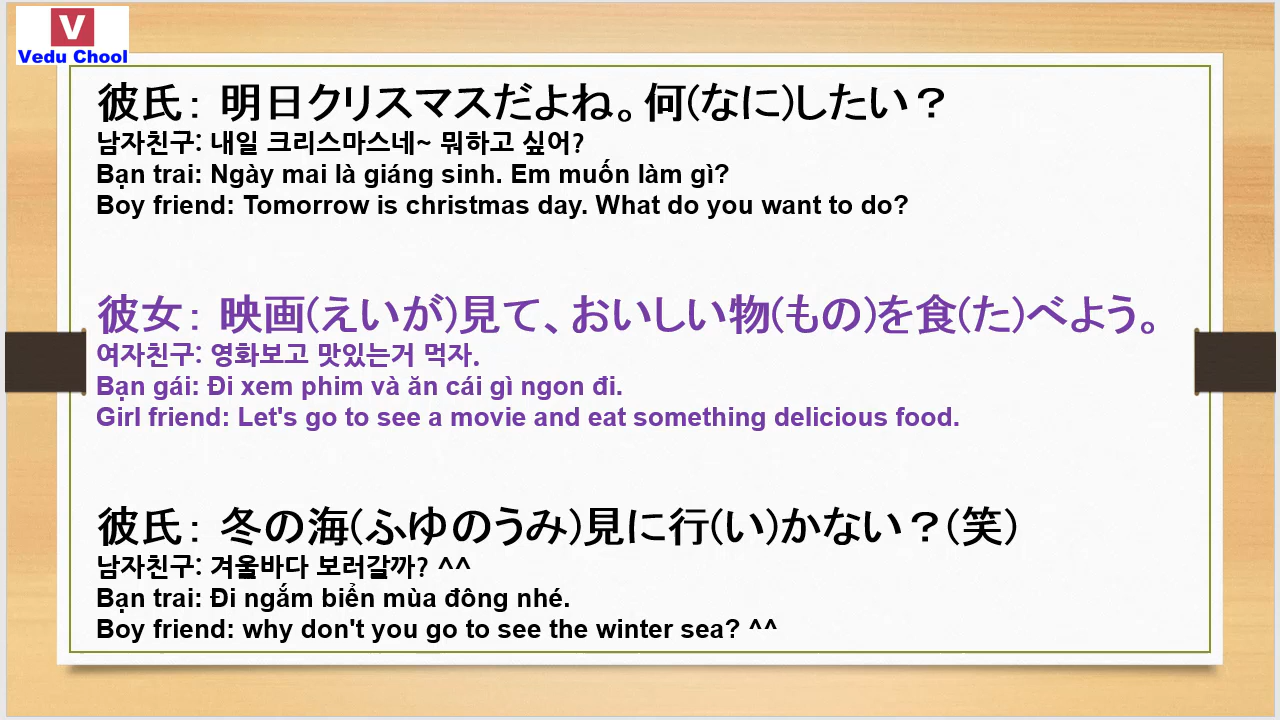 V
Vedu Chool
彼氏： 明日クリスマスだよね。何(なに)したい？
남자친구: 내일 크리스마스네~ 뭐하고 싶어?
Bạn trai: Ngày mai là giáng sinh. Em muốn làm gì?
Boy friend: Tomorrow is christmas day. What do you want to do?
彼女： 映画(えいが)見て、おいしい物(もの)を食(た)べよう。
여자친구: 영화보고 맛있는거 먹자.
Bạn gái: Đi xem phim và ăn cái gì ngon đi.
Girl friend: Let's go to see a movie and eat something delicious food.
彼氏： 冬の海(ふゆのうみ)見に行(い)かない？(笑)
남자친구: 겨울바다 보러갈까? ^^
Bạn trai: Đi ngắm biển mùa đông nhé.
Boy friend: why don't you go to see the winter sea? ^^